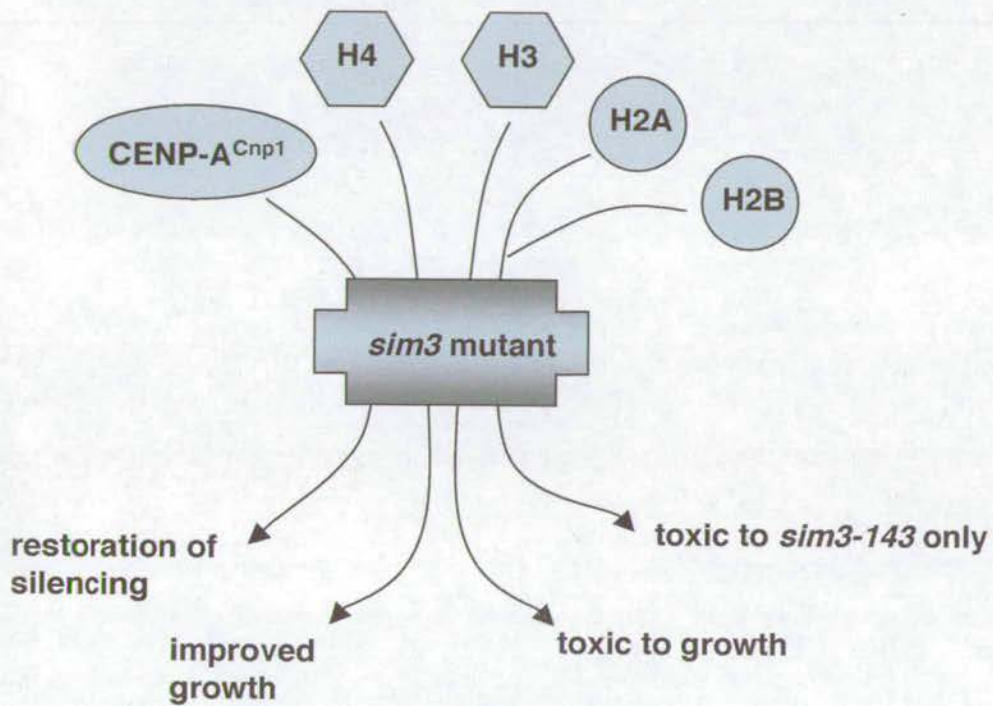 H4
H3
H2A
CENP-A^Cnp1
H2B
sim3 mutant
restoration of
silencing
toxic to sim3-143 only
improved
growth
toxic to growth